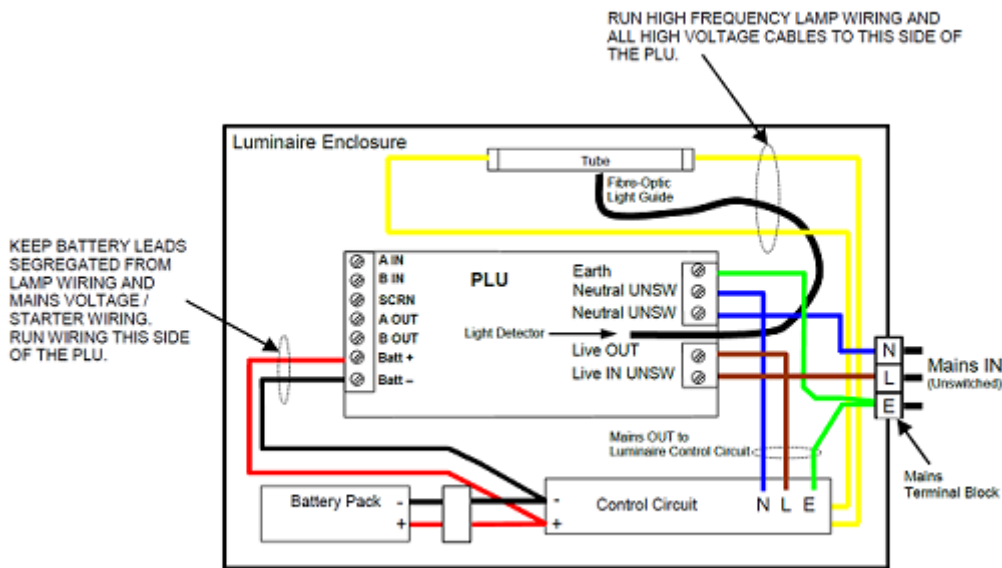 RUN HIGH FREQUENCY LAMP WIRING AND
ALL HIGH VOLTAGE CABLES TO THIS SIDE OF
THE PLU.
Luminaire Enclosure
Tube
Fibre-Optic
Light Guide
KEEP BATTERY LEADS
SEGREGATED FROM
LAMP WIRING AND
MAINS VOLTAGE /
STARTER WIRING.
RUN WIRING THIS SIDE
OF THE PLU.
A IN
B IN
SCRN
A OUT
B OUT
Batt +
Batt –
PLU
Light Detector
Earth
Neutral UNSW
Neutral UNSW
Live OUT
Live IN UNSW
N
L
E
Mains IN
(Unswitched)
Mains OUT to
Luminaire Control Circuit
Mains
Terminal Block
Battery Pack
-
+
-
+
Control Circuit
N L E